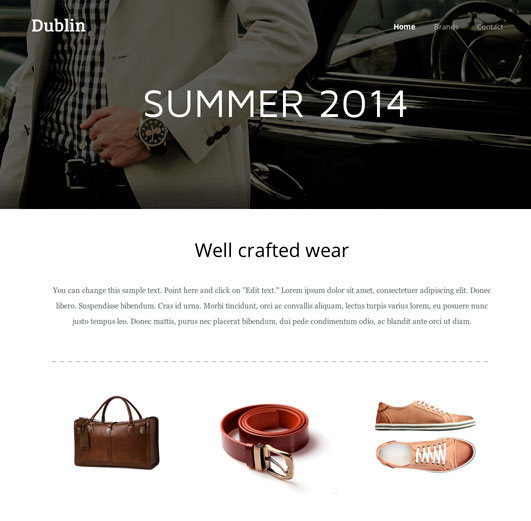 Dublin
Home Brands Contact
SUMMER 2014
Well crafted wear
You can change this sample text. Point here and click on "Edit text." Lorem ipsum dolor sit amet, consectetuer adipiscing elit. Donec
libero. Suspendisse bibendum. Cras id urna. Morbi tincidunt, orci ac convallis aliquam, lectus turpis varius lorem, eu posuere nunc
justo tempus leo. Donec mattis, purus nec placerat bibendum, dui pede condimentum odio, ac blandit ante orci ut diam.